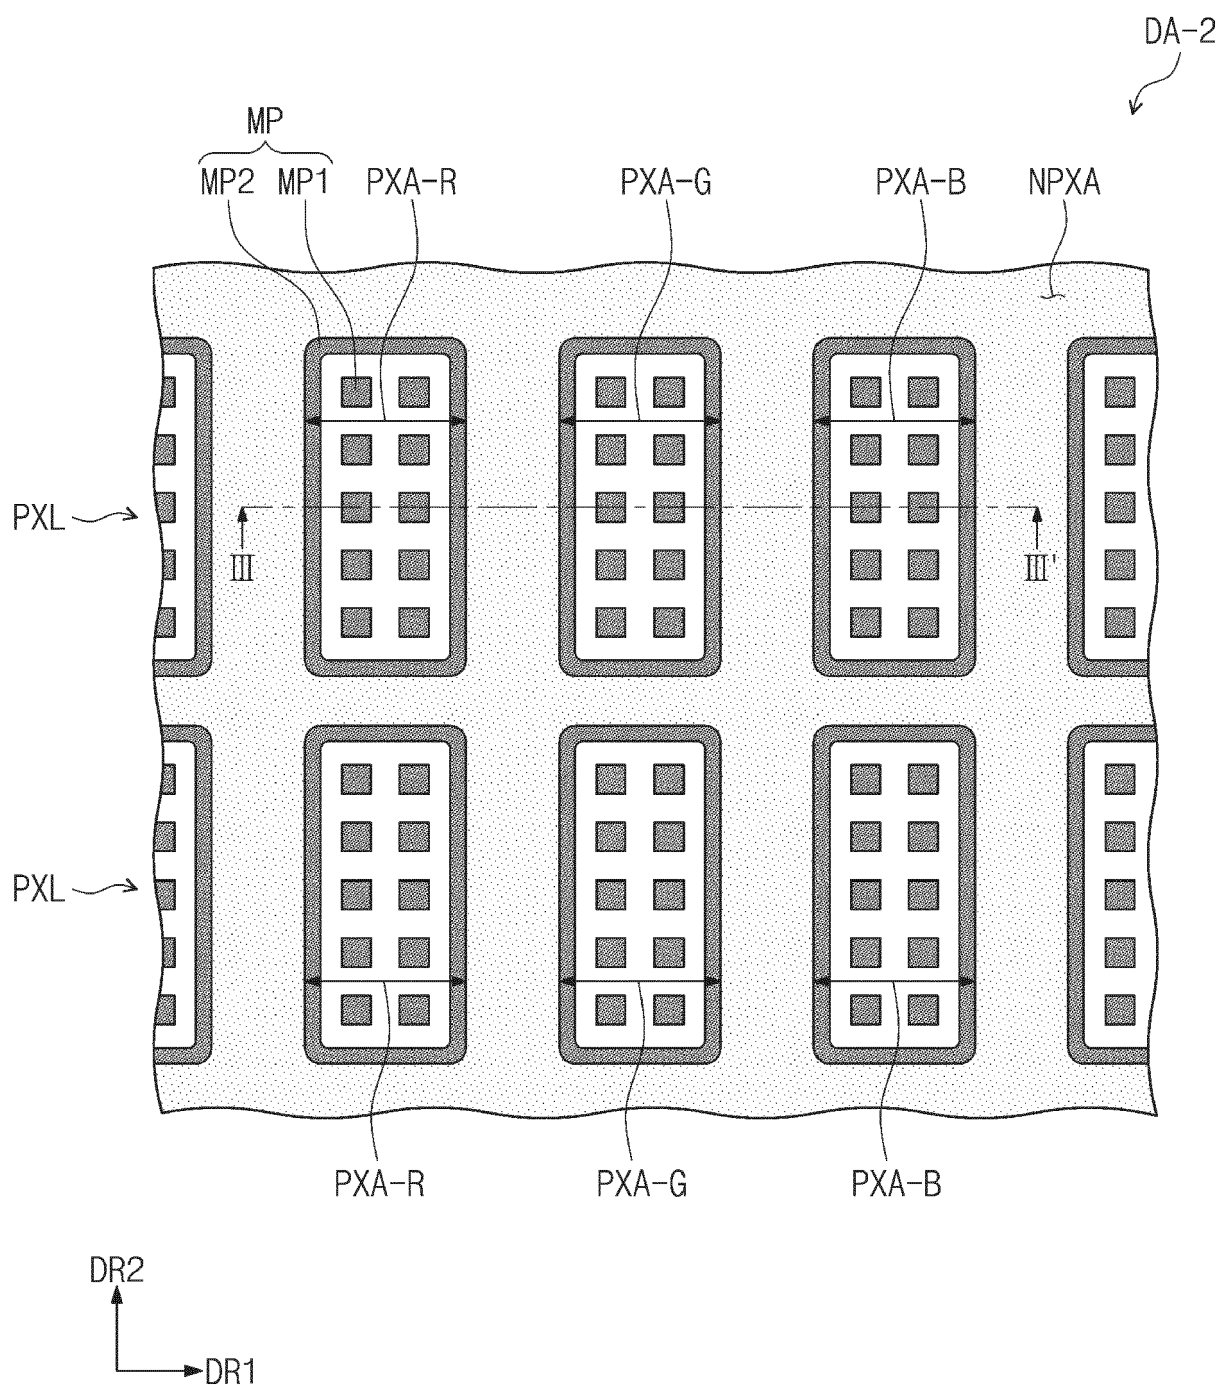 DA-2
MP
MP2 MP1 PXA-R PXA-G PXA-B NPXA
PXL
III III'
PXL
PXA-R PXA-G PXA-B
DR2
DR1